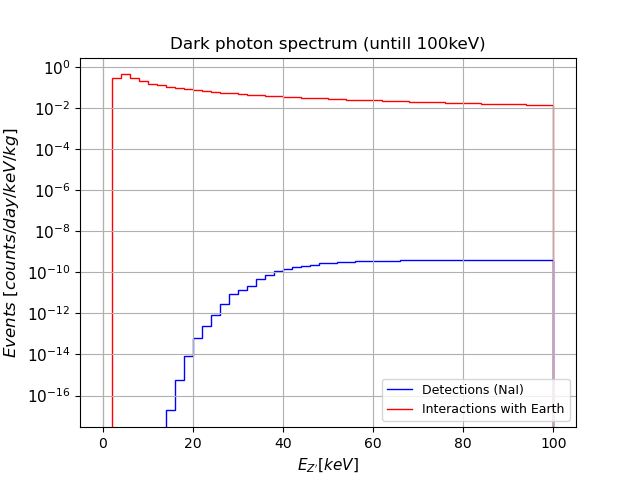 Dark photon spectrum (untill 100keV)
10⁰
10⁻²
10⁻⁴
10⁻⁶
10⁻⁸
10⁻¹⁰
10⁻¹²
10⁻¹⁴
10⁻¹⁶
Events [counts/day/keV/kg]
Detections (NaI)
Interactions with Earth
0 20 40 60 80 100
E_Z' [keV]